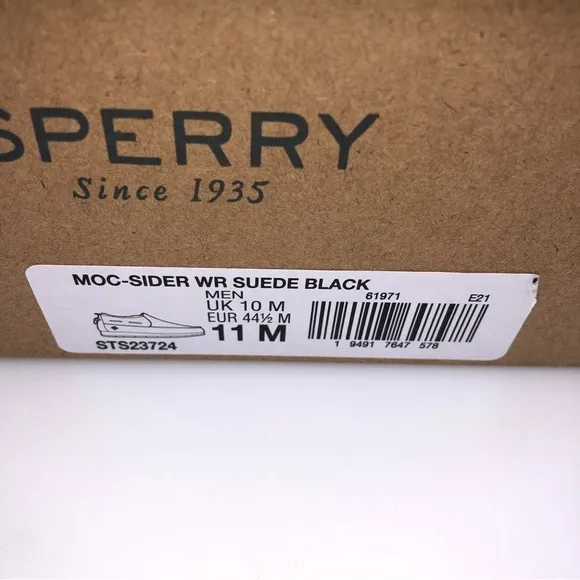 SPERRY
Since 1935
MOC-SIDER WR SUEDE BLACK
MEN
UK 10 M
EUR 44½ M
11 M
STS23724
61971
E21
1 9491 7647 578